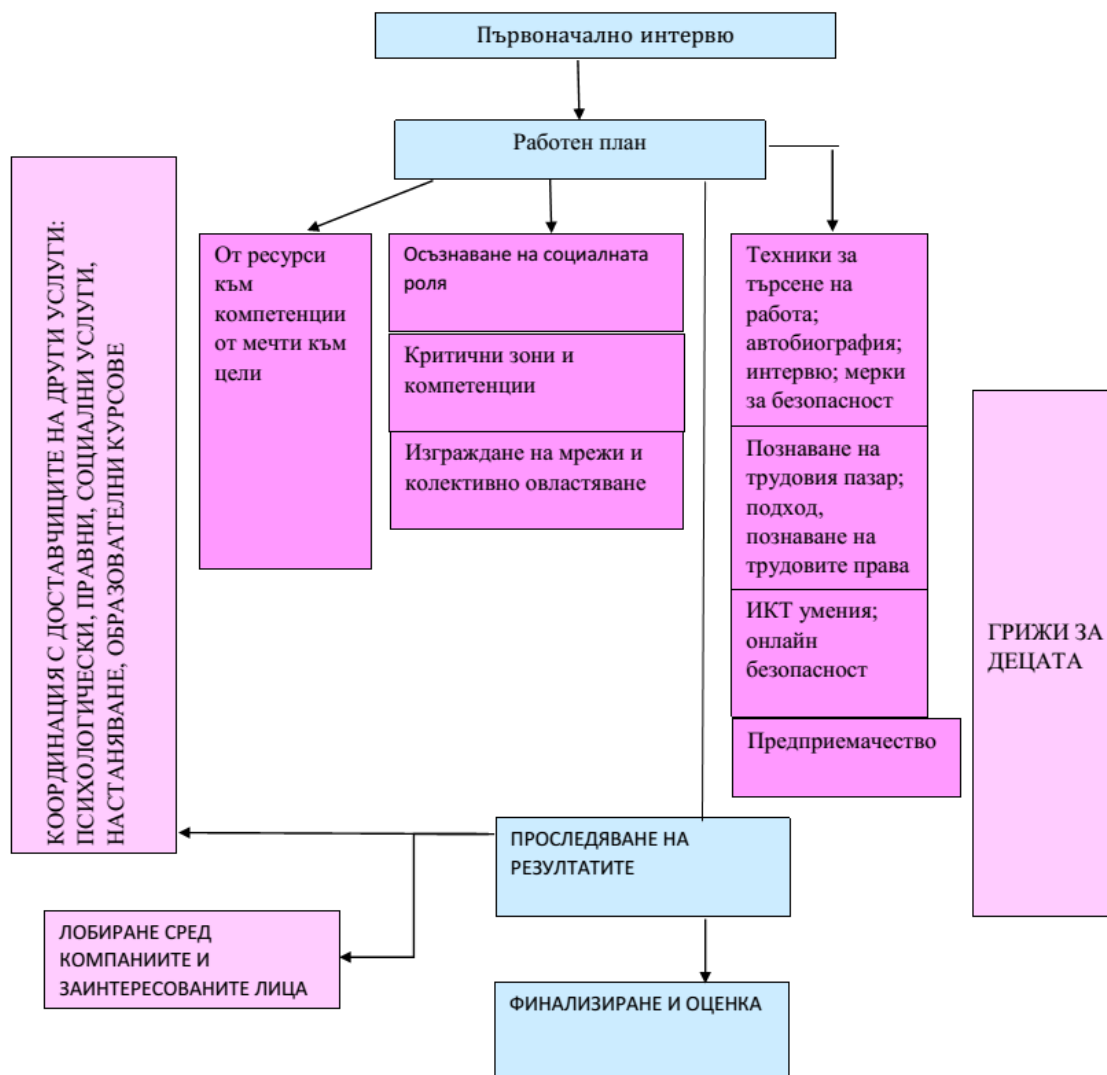 Първоначално интервю
Работен план
КООРДИНАЦИЯ С ДОСТАВЧИЦИТЕ НА ДРУГИ УСЛУГИ:
ПСИХОЛОГИЧЕСКИ, ПРАВНИ, СОЦИАЛНИ УСЛУГИ,
НАСТАНЯВАНЕ, ОБРАЗОВАТЕЛНИ КУРСОВЕ
От ресурси
към
компетенции
от мечти към
цели
Осъзнаване на социалната
роля
Критични зони и
компетенции
Изграждане на мрежи и
колективно овластяване
Техники за
търсене на
работа;
автобиография;
интервю; мерки
за безопасност
Познаване на
трудовия пазар;
подход,
познаване на
трудовите права
ИКТ умения;
онлайн
безопасност
Предприемачество
ГРИЖИ ЗА
ДЕЦАТА
ПРОСЛЕДЯВАНЕ НА
РЕЗУЛТАТИТЕ
ЛОБИРАНЕ СРЕД
КОМПАНИИТЕ И
ЗАИНТЕРЕСОВАНИТЕ ЛИЦА
ФИНАЛИЗИРАНЕ И ОЦЕНКА